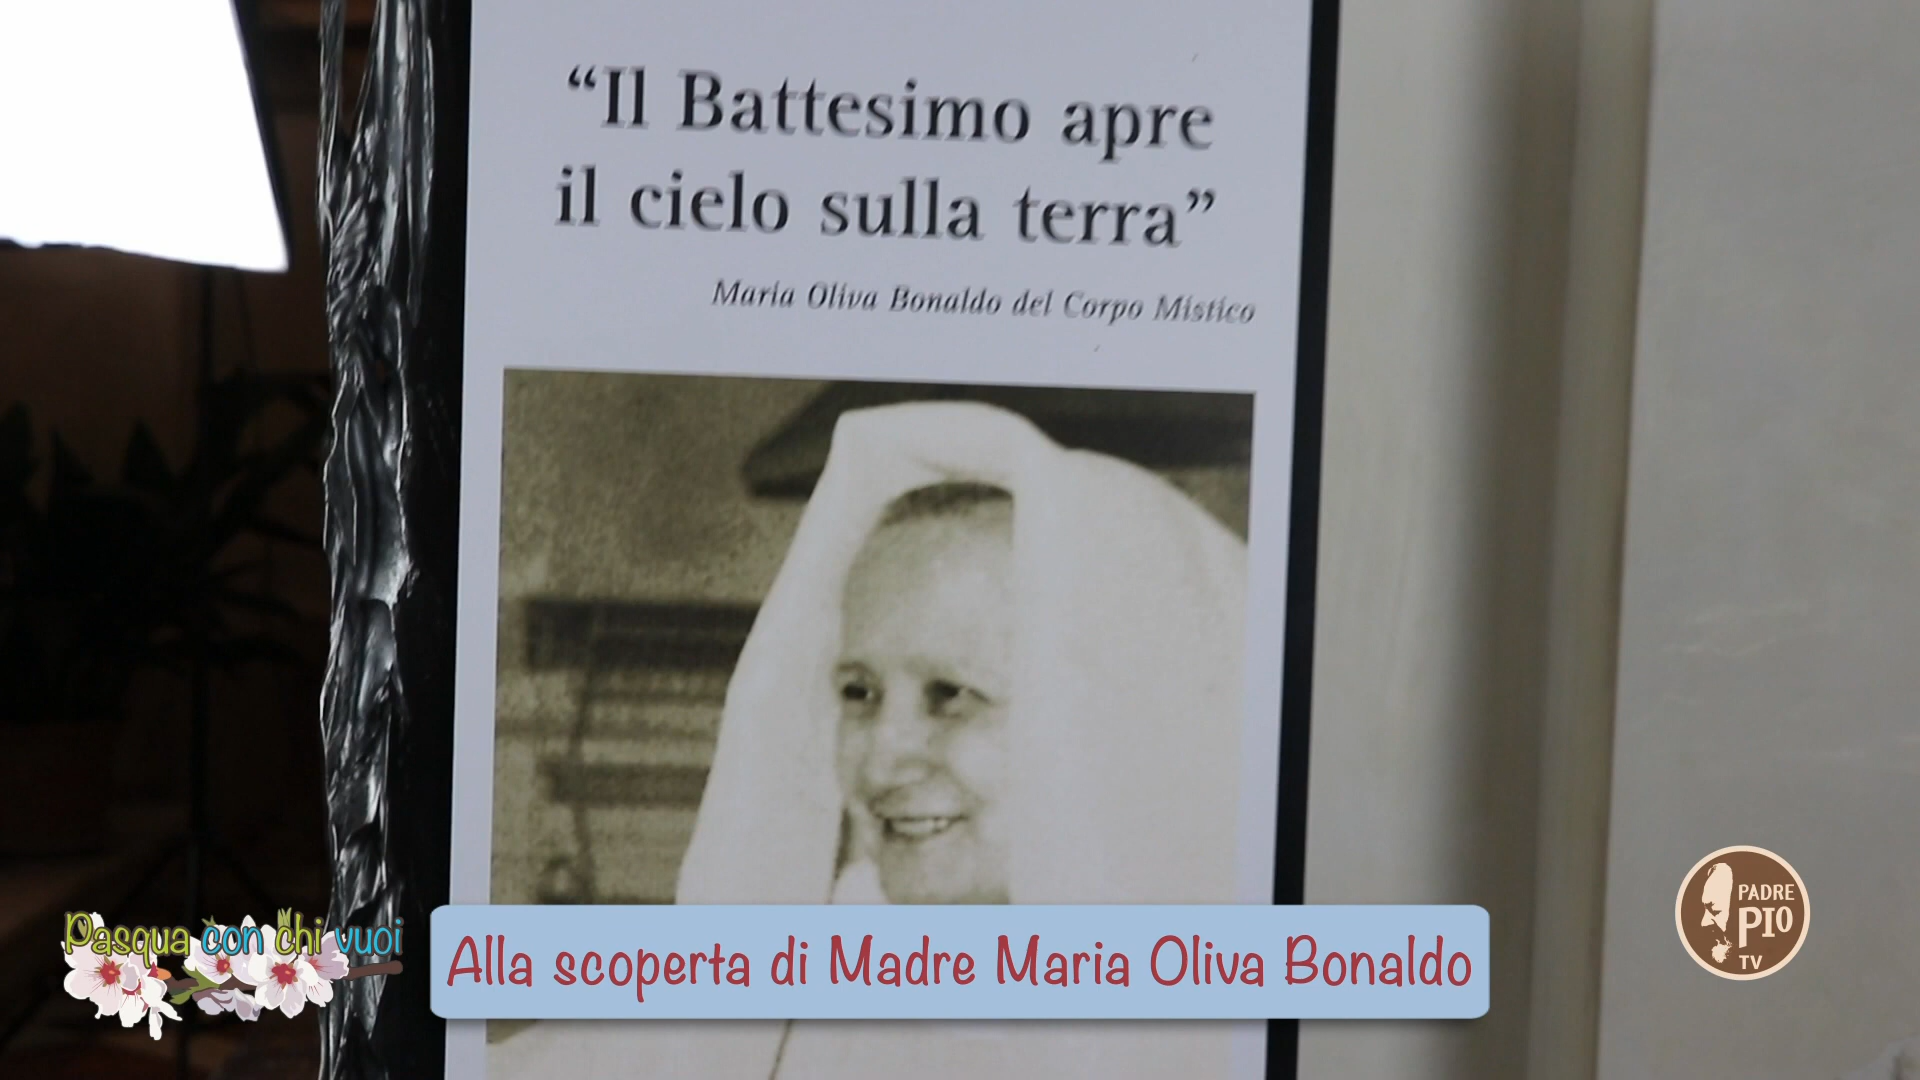 “Il Battesimo apre
il cielo sulla terra”
Maria Oliva Bonaldo del Corpo Mistico
Pasqua con chi vuoi
Alla scoperta di Madre Maria Oliva Bonaldo
PADRE
PIO
TV